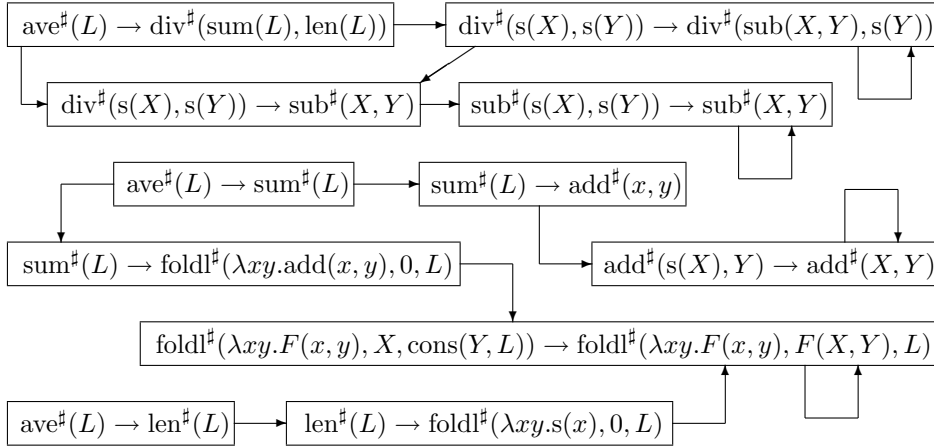 ave♯(L) → div♯(sum(L), len(L)) div♯(s(X), s(Y)) → div♯(sub(X, Y), s(Y))
div♯(s(X), s(Y)) → sub♯(X, Y) sub♯(s(X), s(Y)) → sub♯(X, Y)
ave♯(L) → sum♯(L) sum♯(L) → add♯(x, y)
sum♯(L) → foldl♯(λxy.add(x, y), 0, L) add♯(s(X), Y) → add♯(X, Y)
foldl♯(λxy.F(x, y), X, cons(Y, L)) → foldl♯(λxy.F(x, y), F(X, Y), L)
ave♯(L) → len♯(L) len♯(L) → foldl♯(λxy.s(x), 0, L)